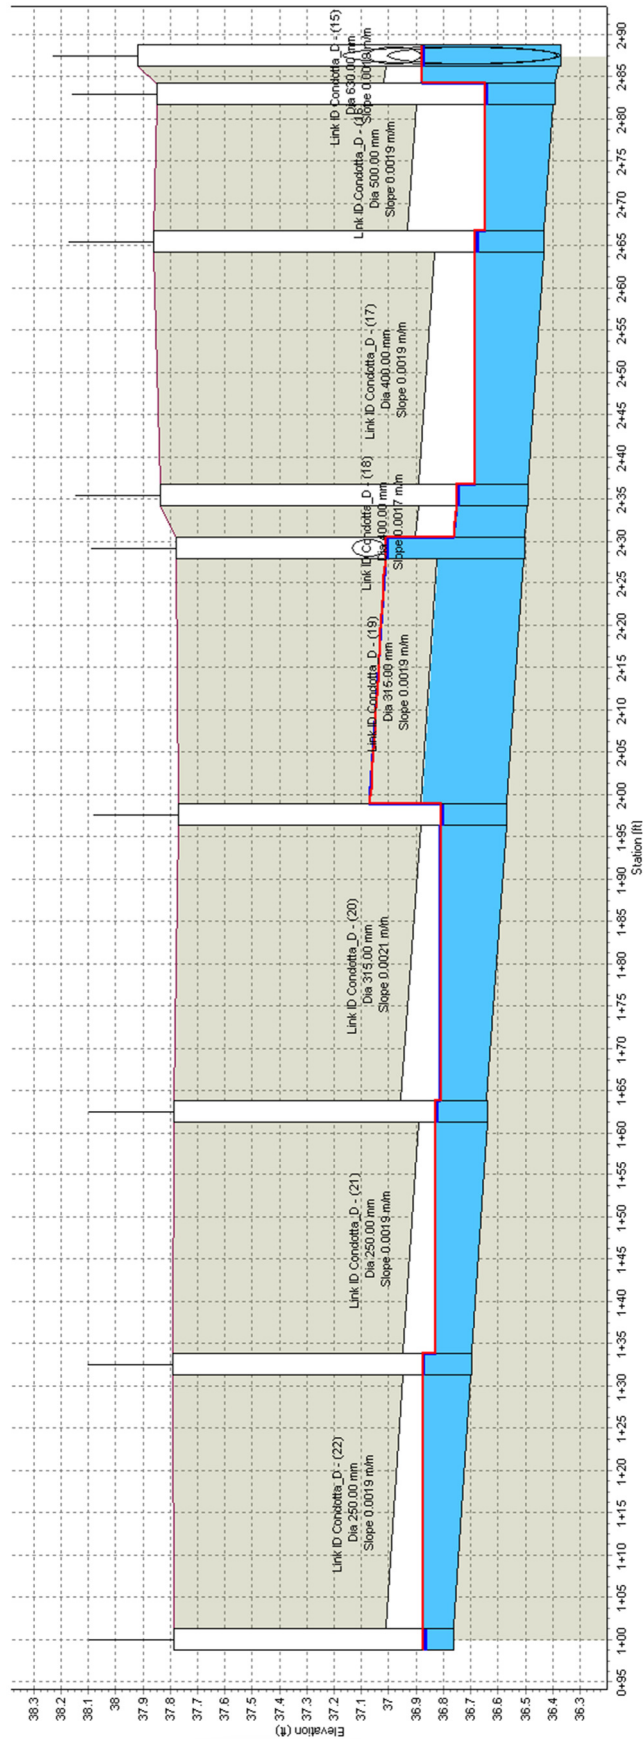 Link ID Condotta_D - (22)
Dia 250.00 mm
Slope 0.0019 m/m
Link ID Condotta_D - (21)
Dia 250.00 mm
Slope 0.0019 m/m
Link ID Condotta_D - (20)
Dia 315.00 mm
Slope 0.0021 m/m
Link ID Condotta_D - (19)
Dia 315.00 mm
Slope 0.0019 m/m
Link ID Condotta_D - (18)
Dia 400.00 mm
Slope 0.0017 m/m
Link ID Condotta_D - (17)
Dia 400.00 mm
Slope 0.0019 m/m
Link ID Condotta_D - (16)
Dia 500.00 mm
Slope 0.0019 m/m
Link ID Condotta_D - (15)
Dia 630.00 mm
Slope 0.0019 m/m
Elevation (ft)
38.3
38.2
38.1
38
37.9
37.8
37.7
37.6
37.5
37.4
37.3
37.2
37.1
37
36.9
36.8
36.7
36.6
36.5
36.4
36.3
0+95
1+00
1+05
1+10
1+15
1+20
1+25
1+30
1+35
1+40
1+45
1+50
1+55
1+60
1+65
1+70
1+75
1+80
1+85
1+90
1+95
2+00
2+05
2+10
2+15
2+20
2+25
2+30
2+35
2+40
2+45
2+50
2+55
2+60
2+65
2+70
2+75
2+80
2+85
2+90
Station (ft)